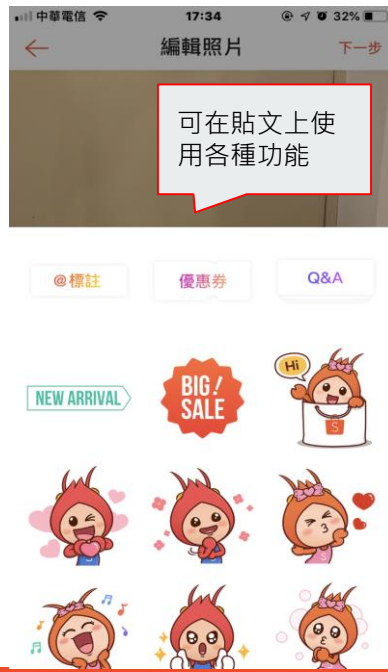 中華電信 17:34 32%
編輯照片 下一步
可在貼文上使
用各種功能
@標註 優惠券 Q&A
NEW ARRIVAL BIG! Hi
SALE
S